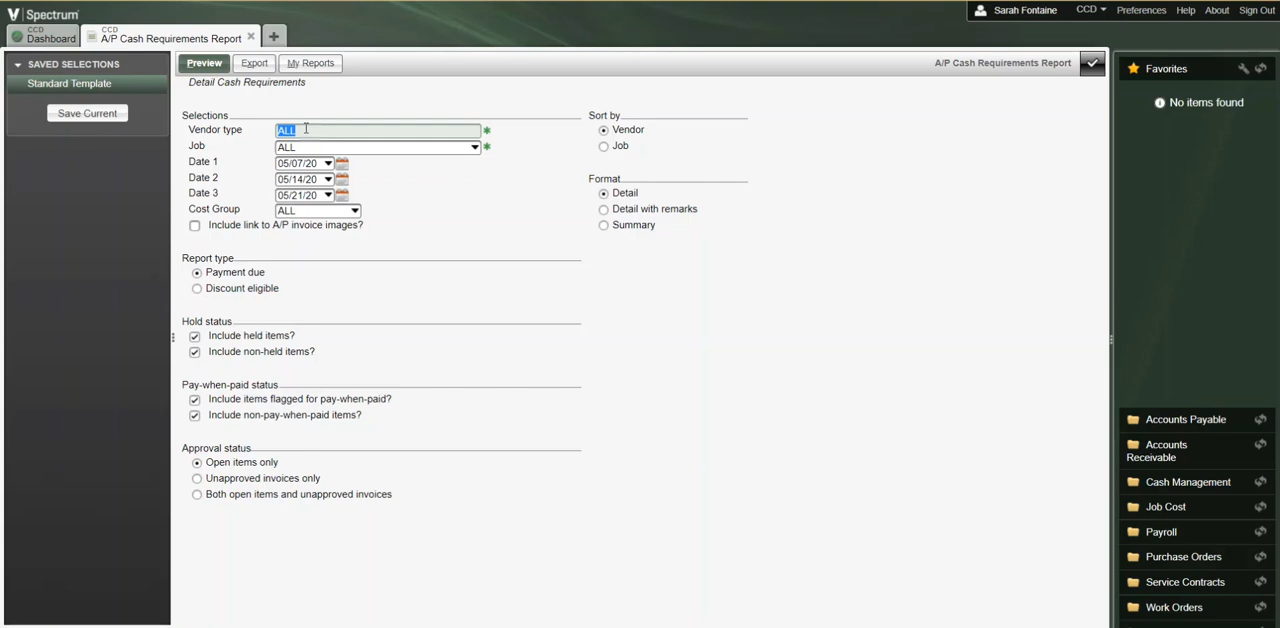 Spectrum
Sarah Fontaine CCD Preferences Help About Sign Out
CCD
Dashboard
CCD
A/P Cash Requirements Report
SAVED SELECTIONS
Standard Template
Save Current
Preview Export My Reports
A/P Cash Requirements Report
Detail Cash Requirements
Selections
Vendor type ALL
Job ALL
Date 1 05/07/20
Date 2 05/14/20
Date 3 05/21/20
Cost Group ALL
Include link to A/P invoice images?
Report type
Payment due
Discount eligible
Hold status
Include held items?
Include non-held items?
Pay-when-paid status
Include items flagged for pay-when-paid?
Include non-pay-when-paid items?
Approval status
Open items only
Unapproved invoices only
Both open items and unapproved invoices
Sort by
Vendor
Job
Format
Detail
Detail with remarks
Summary
Favorites
No items found
Accounts Payable
Accounts
Receivable
Cash Management
Job Cost
Payroll
Purchase Orders
Service Contracts
Work Orders